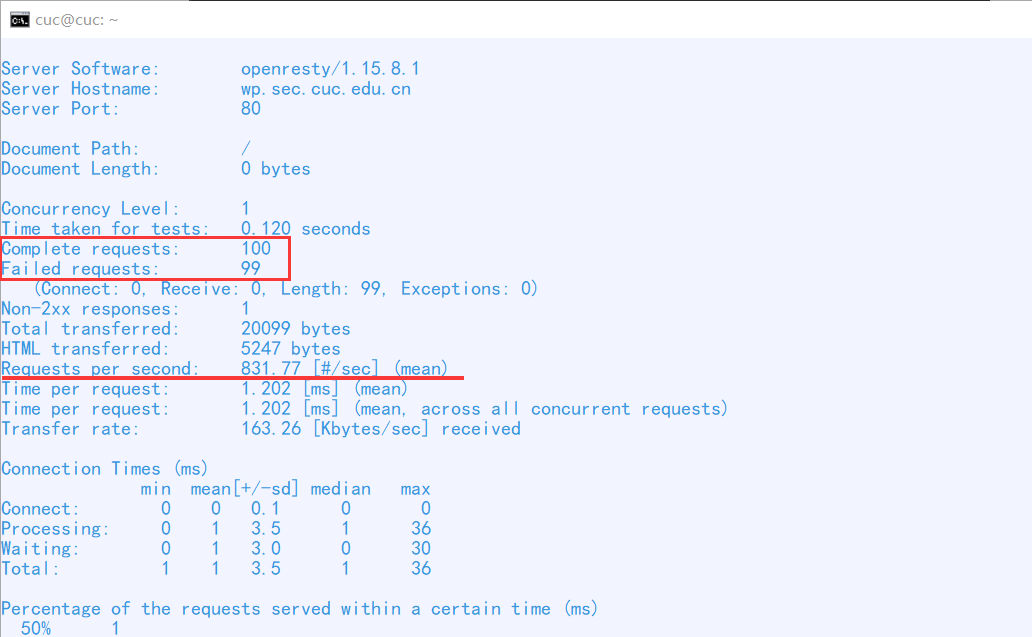 cuc@cuc: ~
Server Software: openresty/1.15.8.1
Server Hostname: wp.sec.cuc.edu.cn
Server Port: 80
Document Path: /
Document Length: 0 bytes
Concurrency Level: 1
Time taken for tests: 0.120 seconds
Complete requests: 100
Failed requests: 99
(Connect: 0, Receive: 0, Length: 99, Exceptions: 0)
Non-2xx responses: 1
Total transferred: 20099 bytes
HTML transferred: 5247 bytes
Requests per second: 831.77 [#/sec] (mean)
Time per request: 1.202 [ms] (mean)
Time per request: 1.202 [ms] (mean, across all concurrent requests)
Transfer rate: 163.26 [Kbytes/sec] received
Connection Times (ms)
min mean[+/-sd] median max
Connect: 0 0 0.1 0 0
Processing: 0 1 3.5 1 36
Waiting: 0 1 3.0 0 30
Total: 1 1 3.5 1 36
Percentage of the requests served within a certain time (ms)
50% 1